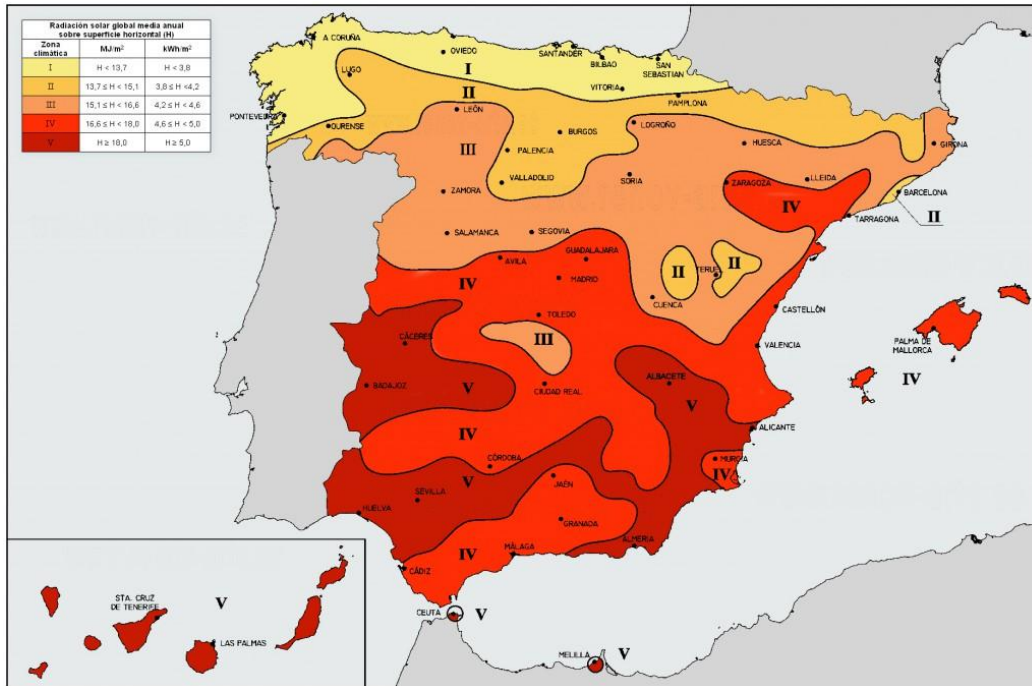 Radiación solar global media anual
sobre superficie horizontal (H)
Zona climática MJ/m² kWh/m²
I H < 13,7 H < 3,8
II 13,7 ≤ H < 15,1 3,8 ≤ H <4,2
III 15,1 ≤ H < 16,6 4,2 ≤ H < 4,6
IV 16,6 ≤ H < 18,0 4,6 ≤ H < 5,0
V H ≥ 18,0 H ≥ 5,0
A CORUÑA
OVIEDO
SANTANDER
BILBAO
SAN
SEBASTIAN
I
LUGO
VITORIA
II
PAMPLONA
LEÓN
PONTEVEDRA
OURENSE
BURGOS
LOGROÑO
HUESCA
GIRONA
III
PALENCIA
VALLADOLID
SORIA
ZARAGOZA
LLEIDA
BARCELONA
ZAMORA
IV
II
TARRAGONA
SALAMANCA
SEGOVIA
GUADALAJARA
AVILA
II
II
TERUEL
IV
MADRID
CUENCA
CASTELLÓN
TOLEDO
III
CÁCERES
VALENCIA
PALMA DE
MALLORCA
IV
BADAJOZ
V
CIUDAD REAL
ALBACETE
V
ALICANTE
IV
CÓRDOBA
MURCIA
IV
V
JAÉN
SEVILLA
HUELVA
GRANADA
ALMERÍA
IV
MÁLAGA
CÁDIZ
STA. CRUZ
DE TENERIFE
V
CEUTA
V
LAS PALMAS
MELILLA
V